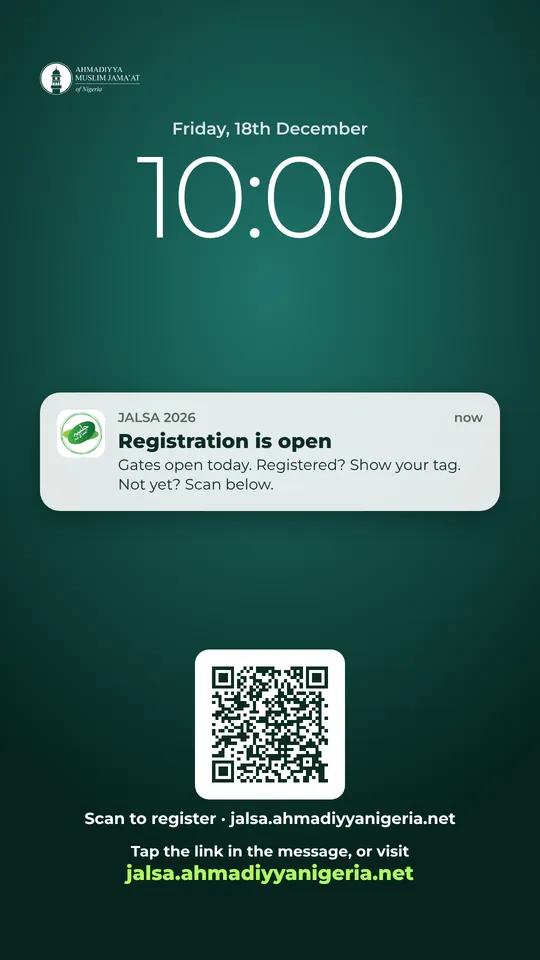 AHMADIYYA
MUSLIM JAMA'AT
of Nigeria
Friday, 18th December
10:00
JALSA 2026
now
Registration is open
Gates open today. Registered? Show your tag.
Not yet? Scan below.
Scan to register · jalsa.ahmadiyyanigeria.net
Tap the link in the message, or visit
jalsa.ahmadiyyanigeria.net